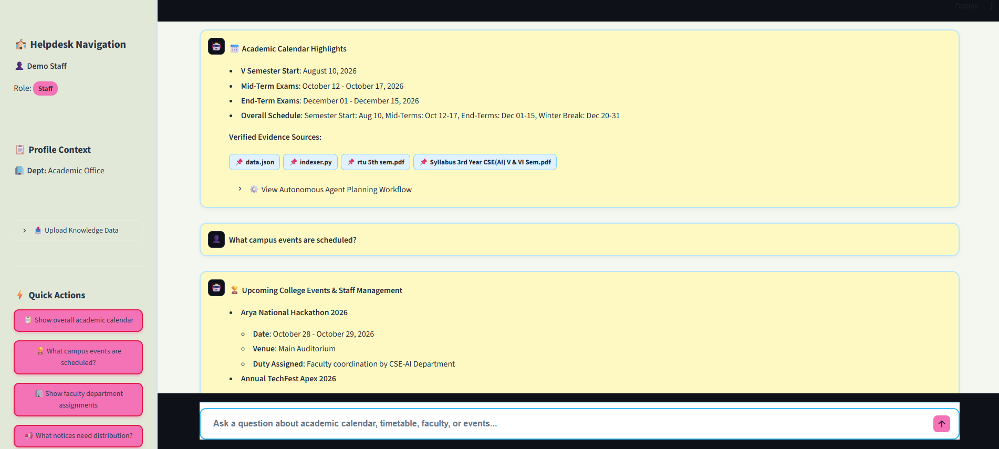 Deploy
Helpdesk Navigation
Demo Staff
Role: Staff
Profile Context
Dept: Academic Office
Upload Knowledge Data
Quick Actions
Show overall academic calendar
What campus events are
scheduled?
Show faculty department
assignments
What notices need distribution?
Academic Calendar Highlights
V Semester Start: August 10, 2026
Mid-Term Exams: October 12 - October 17, 2026
End-Term Exams: December 01 - December 15, 2026
Overall Schedule: Semester Start: Aug 10, Mid-Terms: Oct 12-17, End-Terms: Dec 01-15, Winter Break: Dec 20-31
Verified Evidence Sources:
data.json indexer.py rtu 5th sem.pdf Syllabus 3rd Year CSE(AI) V & VI Sem.pdf
View Autonomous Agent Planning Workflow
What campus events are scheduled?
Upcoming College Events & Staff Management
Arya National Hackathon 2026
Date: October 28 - October 29, 2026
Venue: Main Auditorium
Duty Assigned: Faculty coordination by CSE-AI Department
Annual TechFest Apex 2026
Ask a question about academic calendar, timetable, faculty, or events...